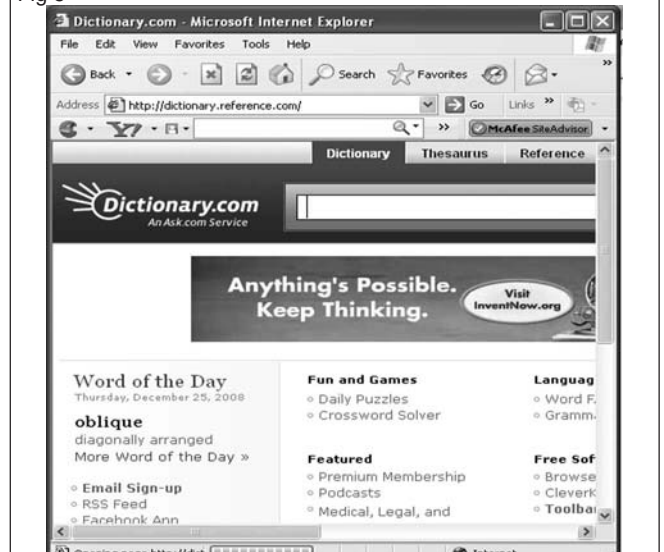 Dictionary.com - Microsoft Internet Explorer
File Edit View Favorites Tools Help
Back Search Favorites
Address http://dictionary.reference.com/ Go Links
McAfee SiteAdvisor
Dictionary Thesaurus Reference
Dictionary.com
An Ask.com Service
Anything's Possible.
Keep Thinking.
Visit
InventNow.org
Word of the Day
Thursday, December 25, 2008
oblique
diagonally arranged
More Word of the Day »
Email Sign-up
RSS Feed
Facebook App
Fun and Games
Daily Puzzles
Crossword Solver
Featured
Premium Membership
Podcasts
Medical, Legal, and
Languag
Word F
Gramm
Free Sof
Browse
CleverK
Toolba